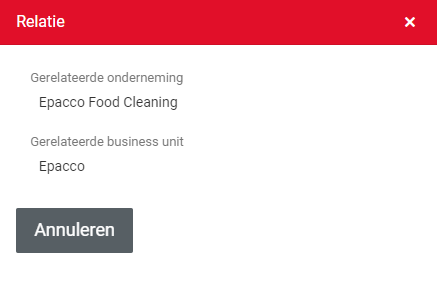 Relatie
Gerelateerde onderneming
Epacco Food Cleaning
Gerelateerde business unit
Epacco
Annuleren